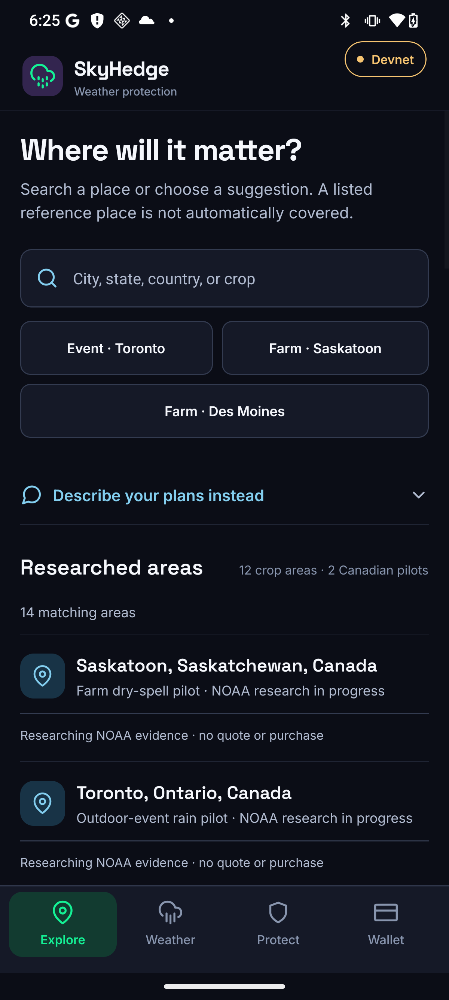 6:25
SkyHedge
Weather protection
Devnet
Where will it matter?
Search a place or choose a suggestion. A listed
reference place is not automatically covered.
City, state, country, or crop
Event · Toronto
Farm · Saskatoon
Farm · Des Moines
Describe your plans instead
Researched areas
12 crop areas · 2 Canadian pilots
14 matching areas
Saskatoon, Saskatchewan, Canada
Farm dry-spell pilot · NOAA research in progress
Researching NOAA evidence · no quote or purchase
Toronto, Ontario, Canada
Outdoor-event rain pilot · NOAA research in progress
Researching NOAA evidence · no quote or purchase
Explore
Weather
Protect
Wallet